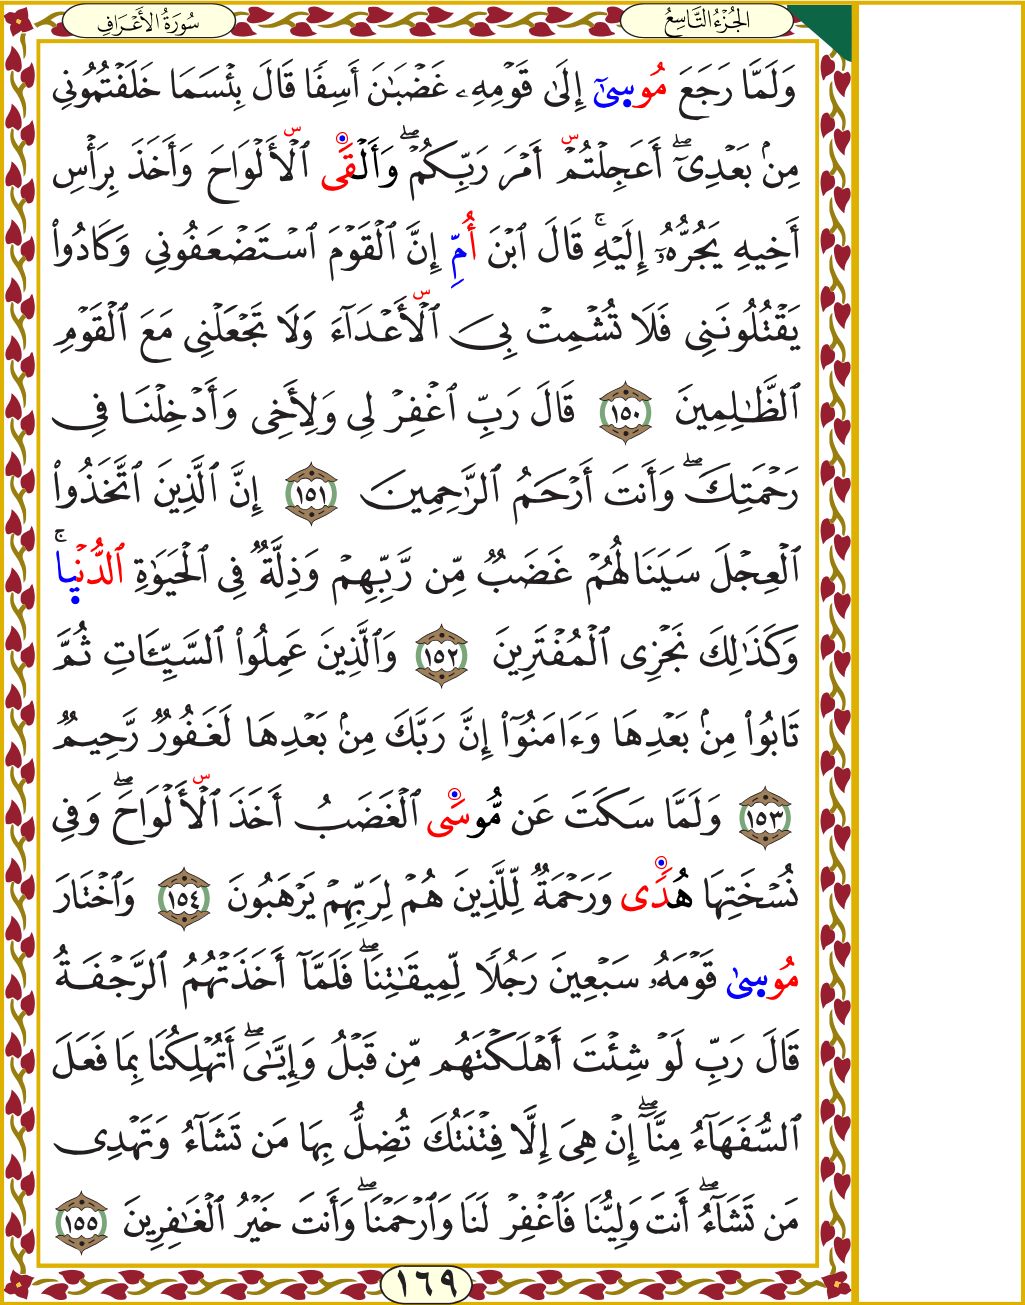 الجُزْءُ التَّاسِعُ
سُورَةُ الأَعْرَافِ
وَلَمَّا رَجَعَ مُوسِىٰٓ إِلَىٰ قَوْمِهِۦ غَضْبَـٰنَ أَسِفًا قَالَ بِئْسَمَا خَلَفْتُمُونِى
مِنۢ بَعْدِىٓ ۖ أَعَجِلْتُمْ س أَمْرَ رَبِّكُمْ ۖ وَأَلْقَى ٱلْأَلْوَاحَ س وَأَخَذَ بِرَأْسِ
أَخِيهِ يَجُرُّهُۥٓ إِلَيْهِ ۚ قَالَ ٱبْنَ أُمِّ إِنَّ ٱلْقَوْمَ ٱسْتَضْعَفُونِى وَكَادُوا۟
يَقْتُلُونَنِى فَلَا تُشْمِتْ بِىَ ٱلْأَعْدَآءَ س وَلَا تَجْعَلْنِى مَعَ ٱلْقَوْمِ
ٱلظَّـٰلِمِينَ ١٥٠ قَالَ رَبِّ ٱغْفِرْ لِى وَلِأَخِى وَأَدْخِلْنَا فِى
رَحْمَتِكَ ۖ وَأَنتَ أَرْحَمُ ٱلرَّٰحِمِينَ ١٥١ إِنَّ ٱلَّذِينَ ٱتَّخَذُوا۟
ٱلْعِجْلَ سَيَنَالُهُمْ غَضَبٌ مِّن رَّبِّهِمْ وَذِلَّةٌ فِى ٱلْحَيَوٰةِ ٱلدُّنْيِا ۚ
وَكَذَٰلِكَ نَجْزِى ٱلْمُفْتَرِينَ ١٥٢ وَٱلَّذِينَ عَمِلُوا۟ ٱلسَّيِّـَٔاتِ ثُمَّ
تَابُوا۟ مِنۢ بَعْدِهَا وَءَامَنُوٓا۟ إِنَّ رَبَّكَ مِنۢ بَعْدِهَا لَغَفُورٌ رَّحِيمٌ
١٥٣ وَلَمَّا سَكَتَ عَن مُّوسَى ٱلْغَضَبُ أَخَذَ ٱلْأَلْوَاحَ س ۖ وَفِى
نُسْخَتِهَا هُدًى وَرَحْمَةٌ لِّلَّذِينَ هُمْ لِرَبِّهِمْ يَرْهَبُونَ ١٥٤ وَٱخْتَارَ
مُوسِىٰ قَوْمَهُۥ سَبْعِينَ رَجُلًا لِّمِيقَـٰتِنَا ۖ فَلَمَّآ أَخَذَتْهُمُ ٱلرَّجْفَةُ
قَالَ رَبِّ لَوْ شِئْتَ أَهْلَكْتَهُم مِّن قَبْلُ وَإِيَّـٰىَ ۖ أَتُهْلِكُنَا بِمَا فَعَلَ
ٱلسُّفَهَآءُ مِنَّآ ۖ إِنْ هِىَ إِلَّا فِتْنَتُكَ تُضِلُّ بِهَا مَن تَشَآءُ وَتَهْدِى
مَن تَشَآءُ ۖ أَنتَ وَلِيُّنَا فَٱغْفِرْ لَنَا وَٱرْحَمْنَا ۖ وَأَنتَ خَيْرُ ٱلْغَـٰفِرِينَ ١٥٥
١٦٩